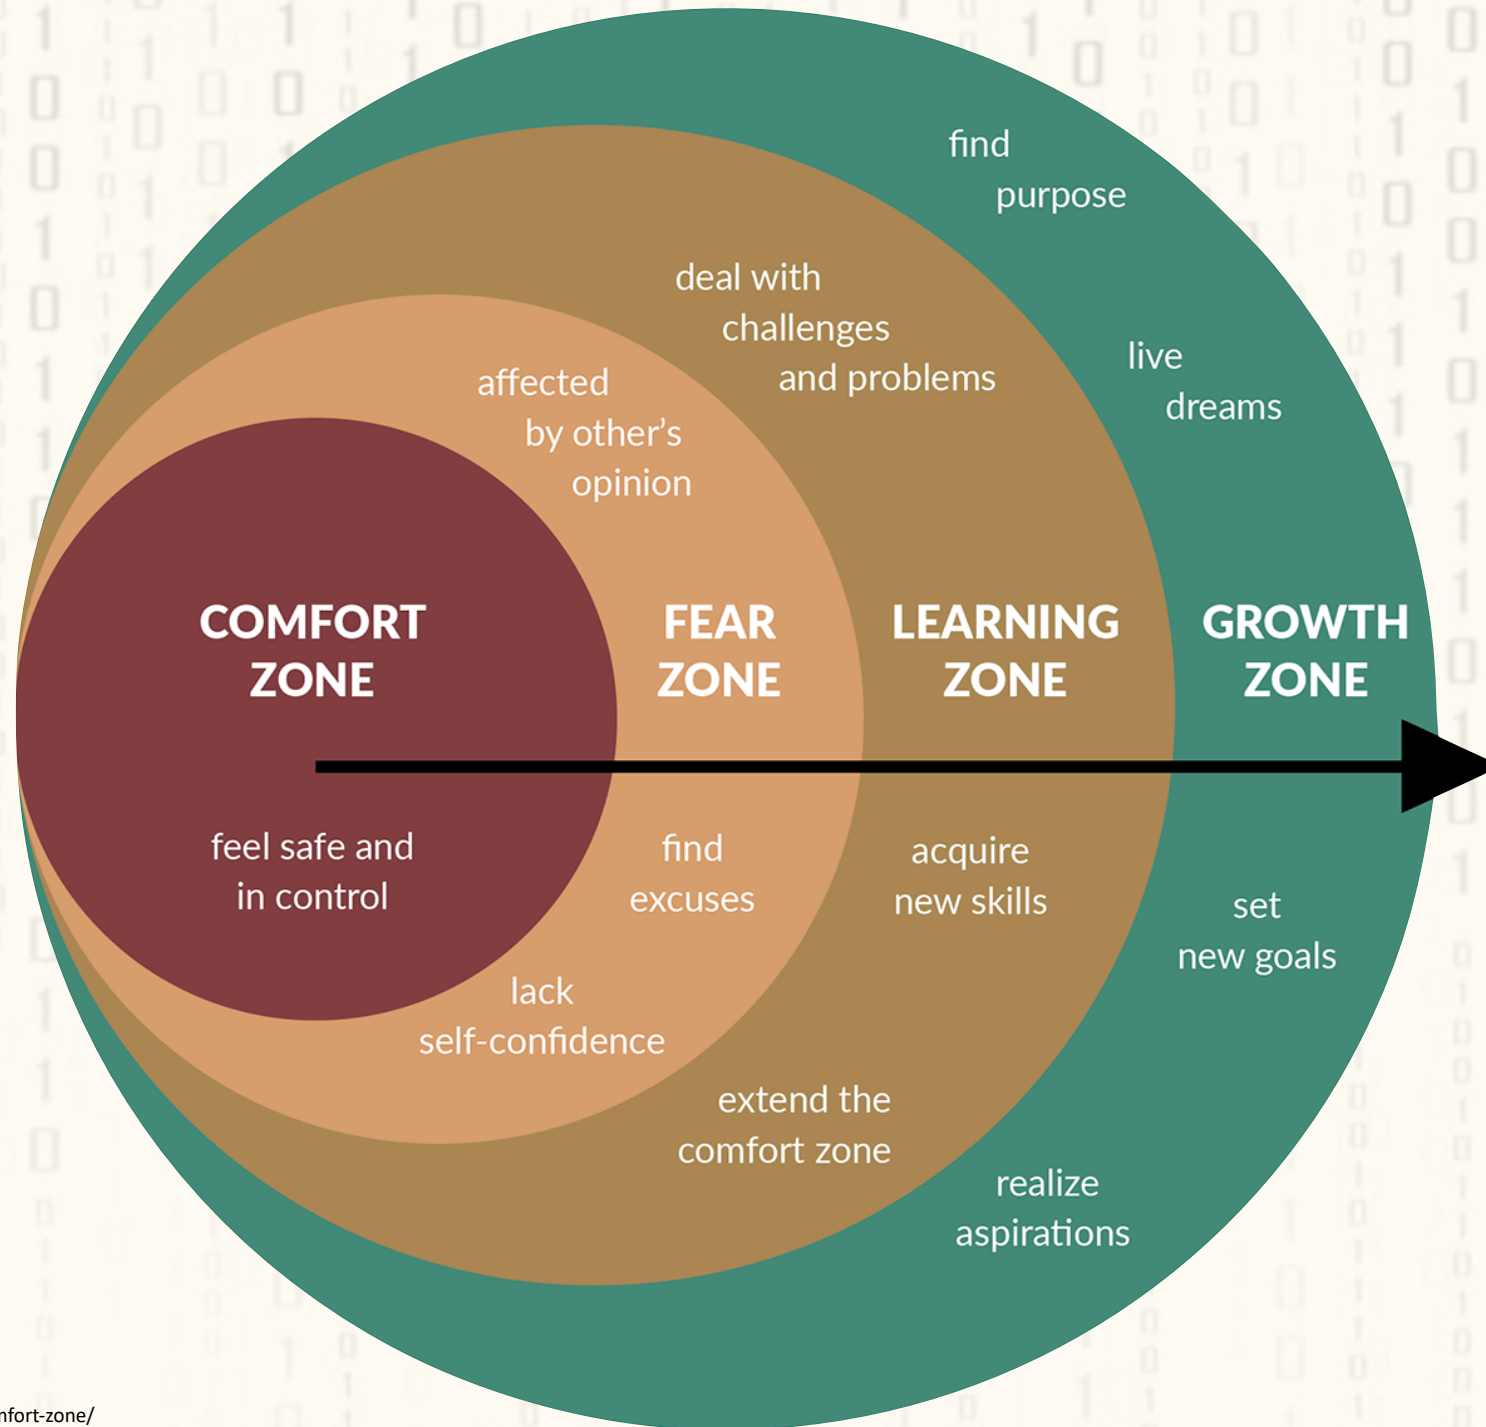 find
purpose
deal with
challenges
and problems
live
dreams
affected
by other’s
opinion
COMFORT
ZONE
FEAR
ZONE
LEARNING
ZONE
GROWTH
ZONE
feel safe and
in control
find
excuses
acquire
new skills
set
new goals
lack
self-confidence
extend the
comfort zone
realize
aspirations